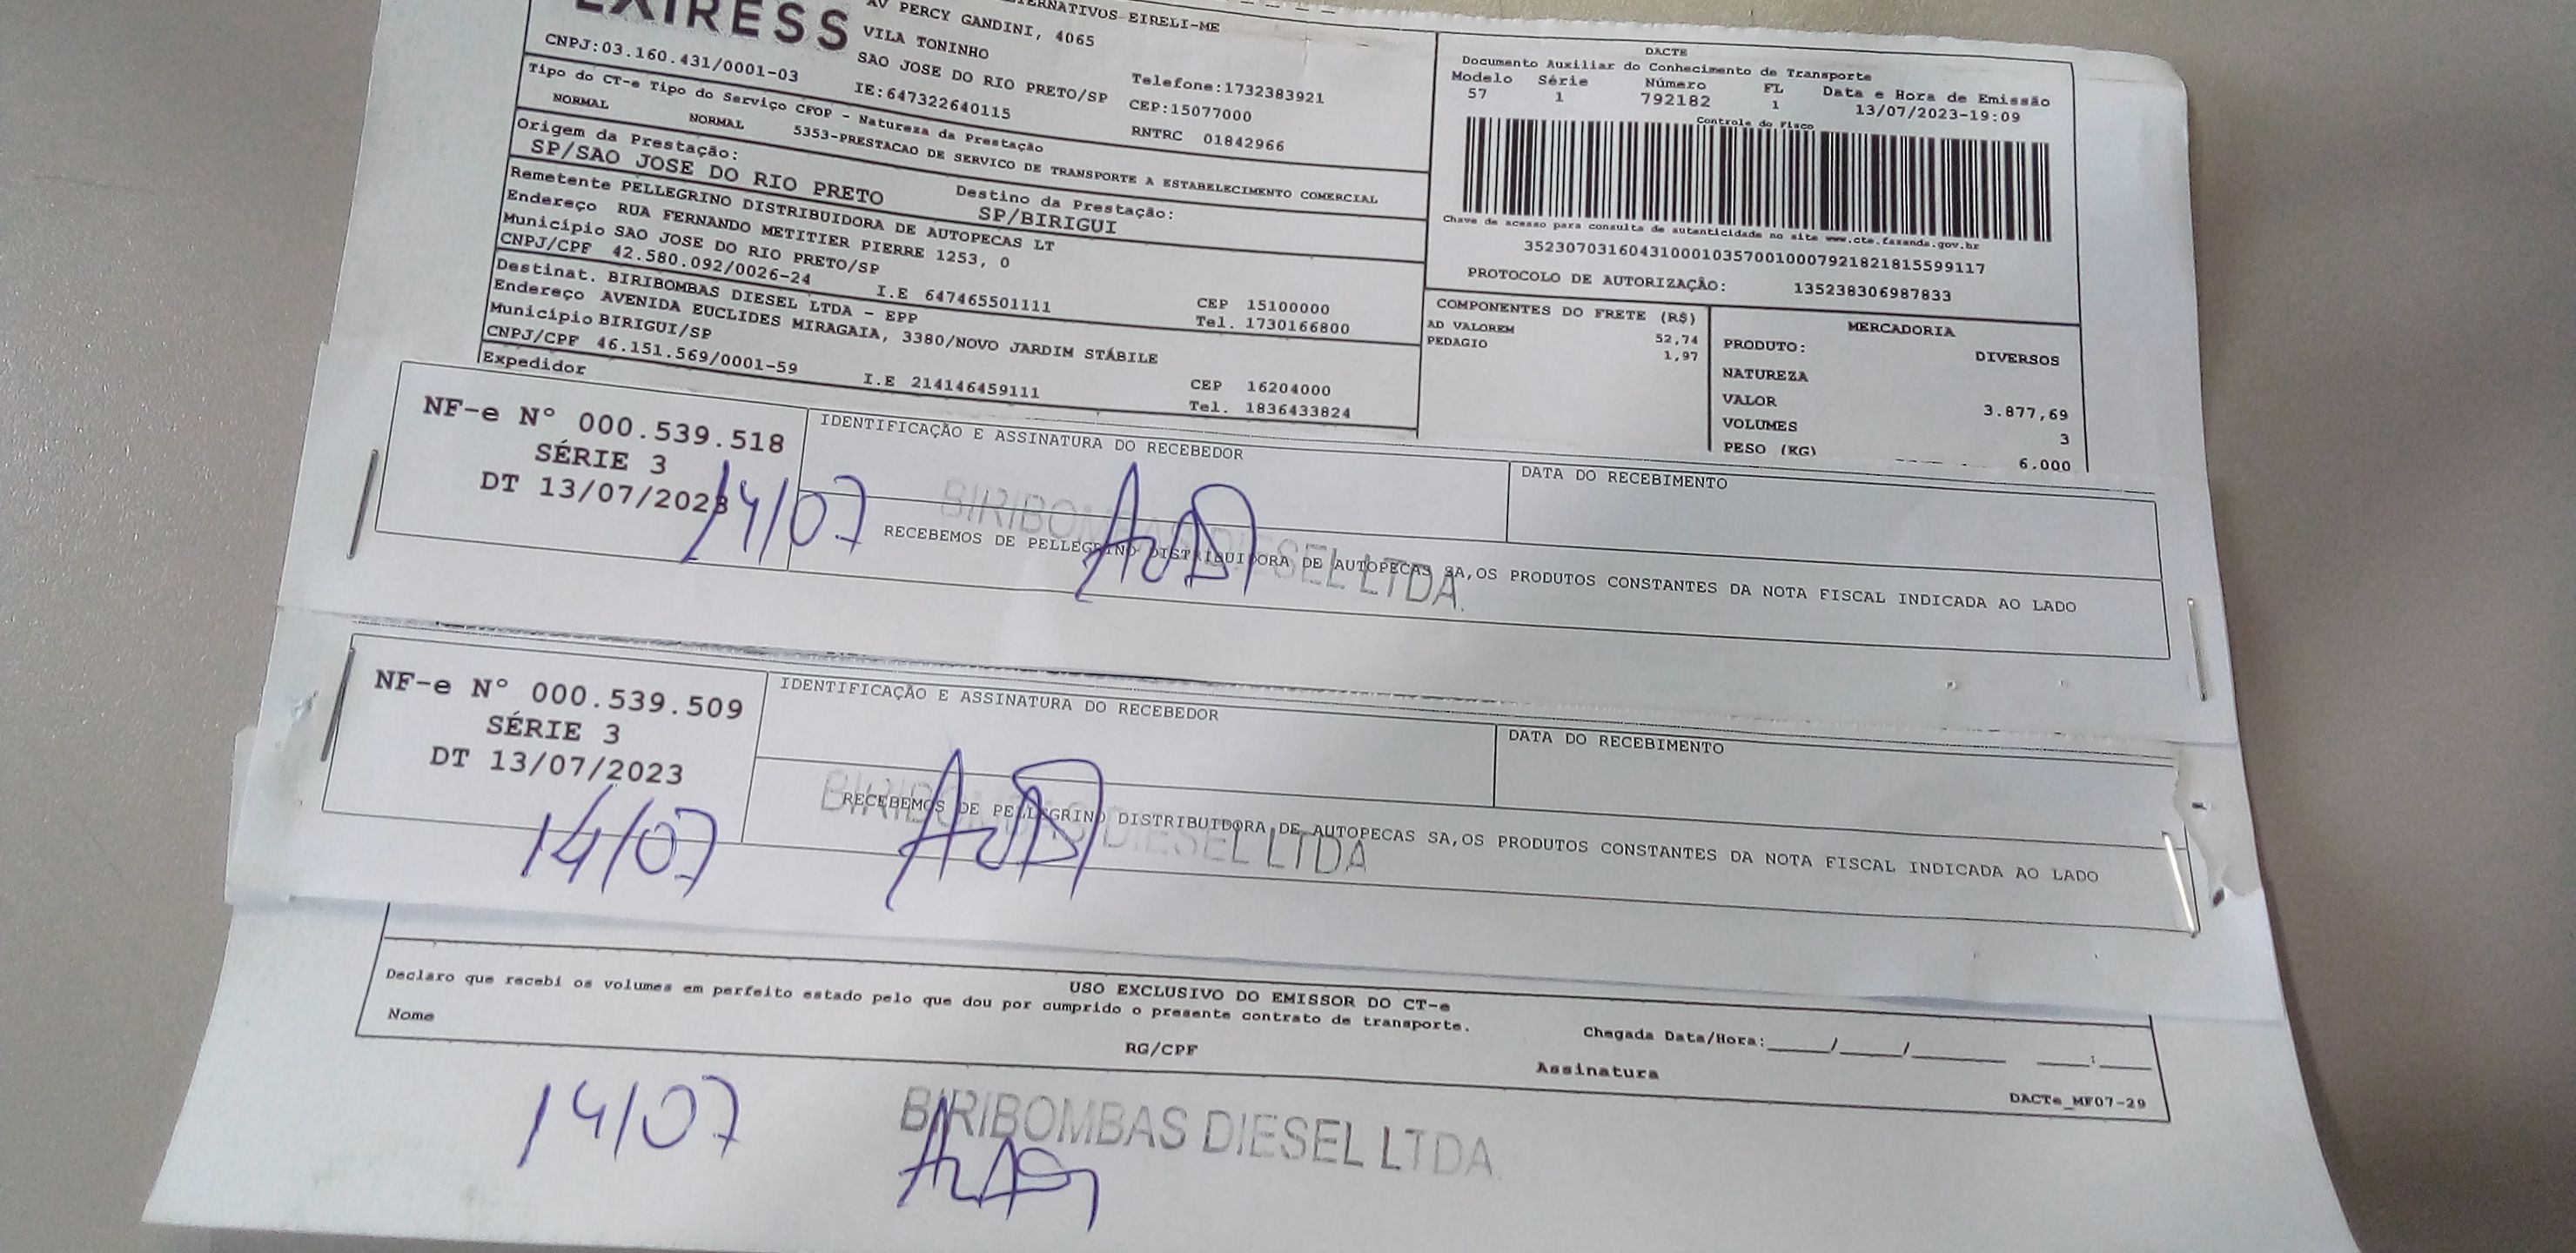 EXPRESS
ALTERNATIVOS-EIRELI-ME
AV PERCY GANDINI, 4065
VILA TONINHO
SAO JOSE DO RIO PRETO/SP
Telefone:1732383921
CNPJ:03.160.431/0001-03
IE:647322640115
CEP:15077000
RNTRC 01842966
Tipo do CT-e Tipo do Serviço CFOP - Natureza da Prestação
NORMAL NORMAL 5353-PRESTACAO DE SERVICO DE TRANSPORTE A ESTABELECIMENTO COMERCIAL
Origem da Prestação:
SP/SAO JOSE DO RIO PRETO
Destino da Prestação:
SP/BIRIGUI
Remetente PELLEGRINO DISTRIBUIDORA DE AUTOPECAS LT
Endereço RUA FERNANDO METITIER PIERRE 1253, 0
Município SAO JOSE DO RIO PRETO/SP
CEP 15100000
CNPJ/CPF 42.580.092/0026-24 I.E 647465501111
Tel. 1730166800
Destinat. BIRIBOMBAS DIESEL LTDA - EPP
Endereço AVENIDA EUCLIDES MIRAGAIA, 3380/NOVO JARDIM STÁBILE
Município BIRIGUI/SP
CEP 16204000
CNPJ/CPF 46.151.569/0001-59 I.E 214146459111
Tel. 1836433824
Expedidor
DACTE
Documento Auxiliar do Conhecimento de Transporte
Modelo Série Número FL Data e Hora de Emissão
57 1 792182 1 13/07/2023-19:09
Controle do Fisco
Chave de acesso para consulta de autenticidade no site www.cte.fazenda.gov.br
35230703160431000103570010007921821815599117
PROTOCOLO DE AUTORIZAÇÃO: 135238306987833
COMPONENTES DO FRETE (R$)
AD VALOREM 52,74
PEDAGIO 1,97
MERCADORIA
PRODUTO: DIVERSOS
NATUREZA
VALOR 3.877,69
VOLUMES 3
PESO (KG) 6.000
NF-e N° 000.539.518
SÉRIE 3
DT 13/07/2023
14/07
IDENTIFICAÇÃO E ASSINATURA DO RECEBEDOR
DATA DO RECEBIMENTO
BIRIBOMBAS DIESEL LTDA.
RECEBEMOS DE PELLEGRINO DISTRIBUIDORA DE AUTOPECAS SA,OS PRODUTOS CONSTANTES DA NOTA FISCAL INDICADA AO LADO
NF-e N° 000.539.509
SÉRIE 3
DT 13/07/2023
14/07
IDENTIFICAÇÃO E ASSINATURA DO RECEBEDOR
DATA DO RECEBIMENTO
BIRIBOMBAS DIESEL LTDA
RECEBEMOS DE PELLEGRINO DISTRIBUIDORA DE AUTOPECAS SA,OS PRODUTOS CONSTANTES DA NOTA FISCAL INDICADA AO LADO
USO EXCLUSIVO DO EMISSOR DO CT-e
Declaro que recebi os volumes em perfeito estado pelo que dou por cumprido o presente contrato de transporte.
Nome
RG/CPF
Chegada Data/Hora:_____/_____/________ ____:____
Assinatura
DACTe_MF07-29
14/07
BIRIBOMBAS DIESEL LTDA.